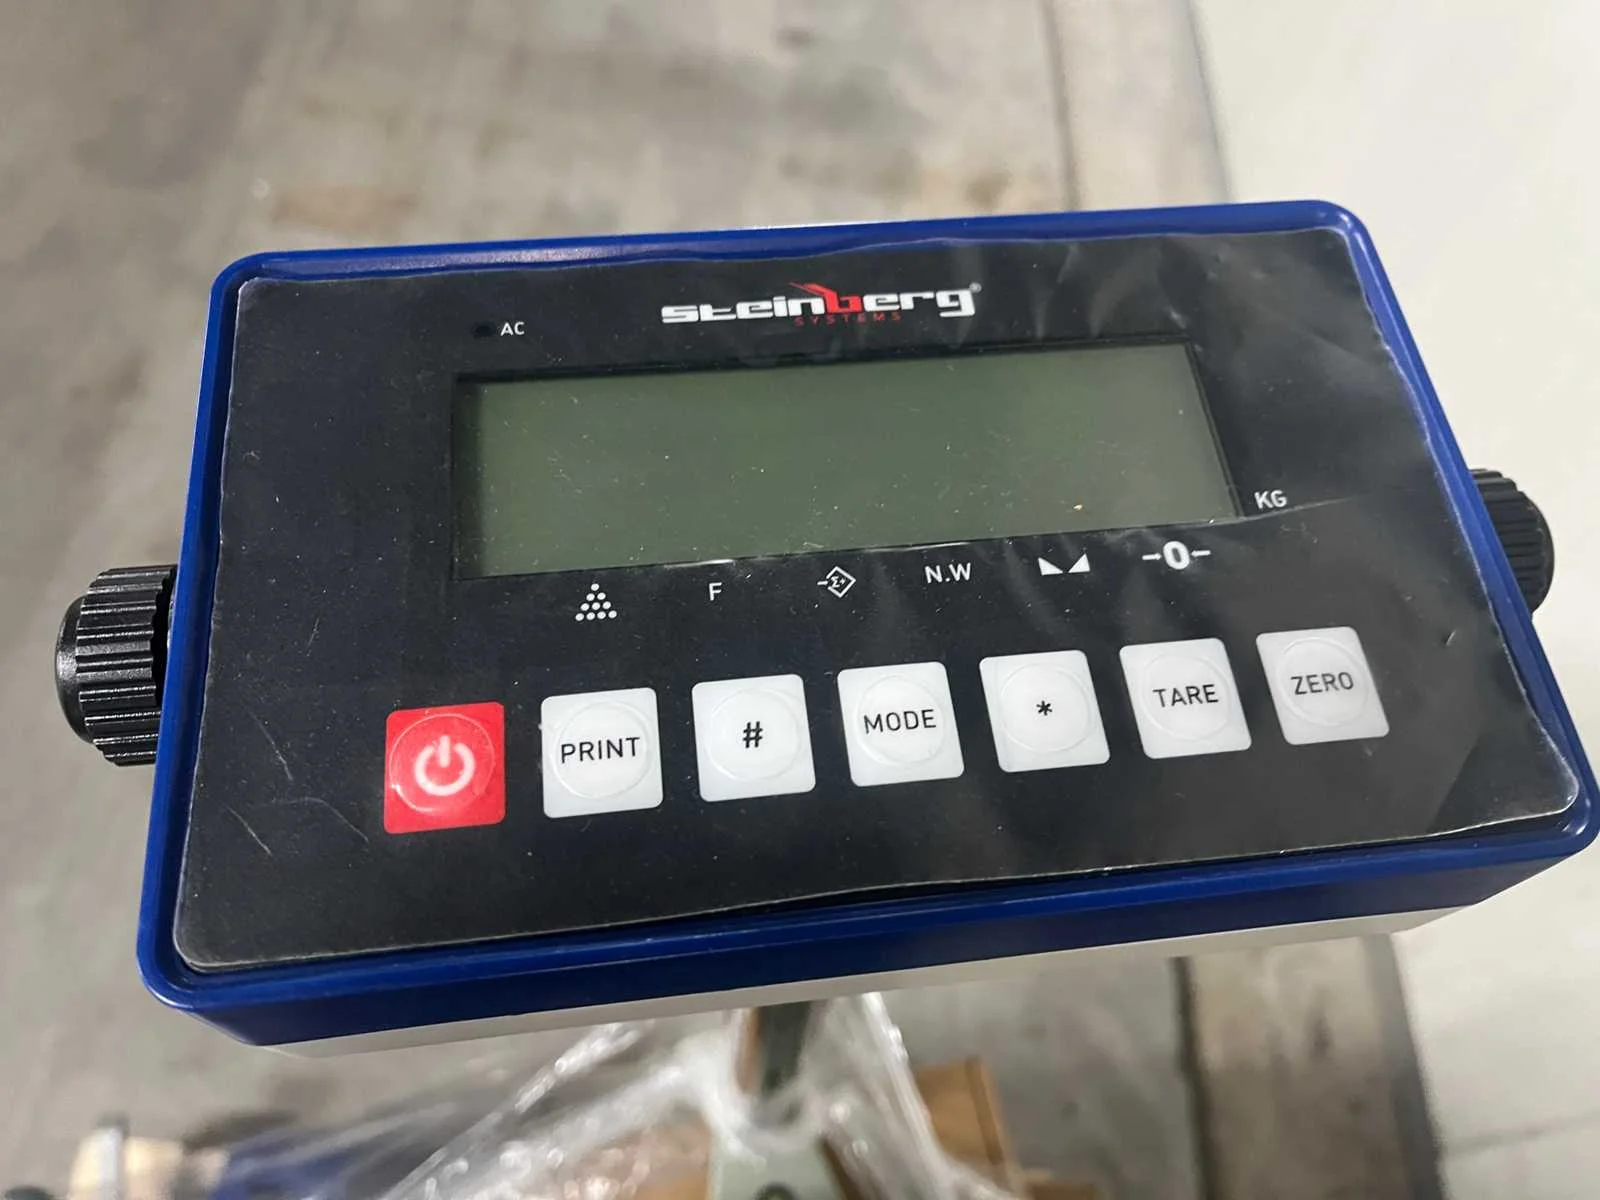 steinberg®
SYSTEMS
AC
KG
F
N.W
→0←
PRINT
#
MODE
*
TARE
ZERO